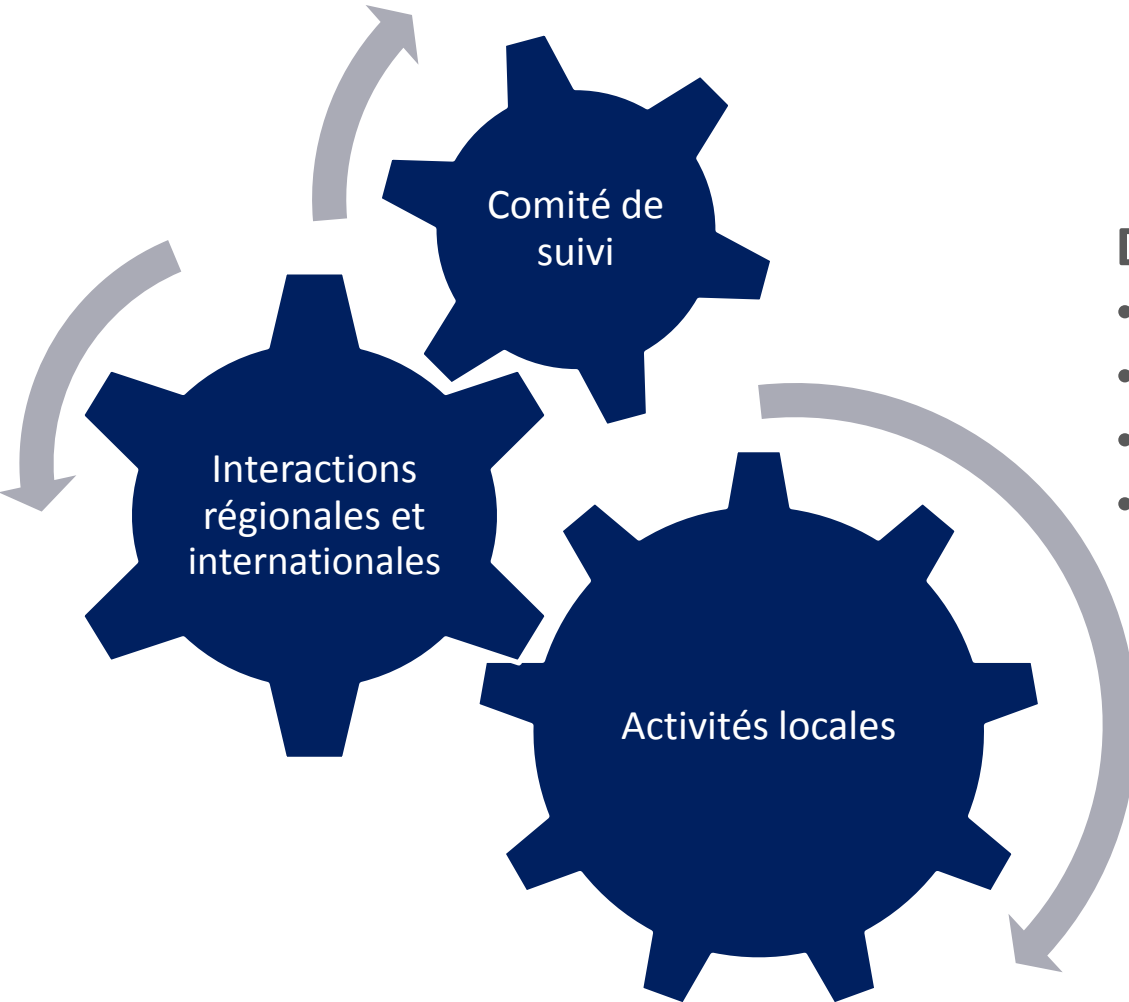 Comité de
suivi
Interactions
régionales et
internationales
Activités locales